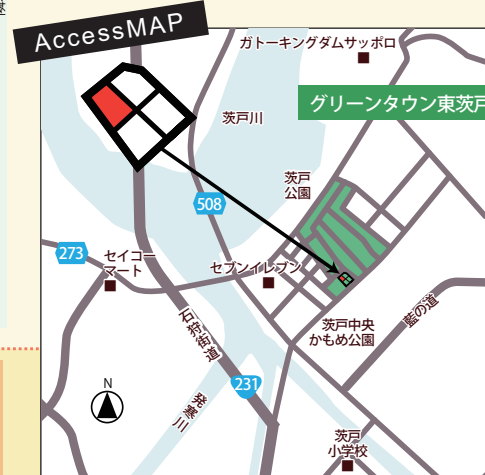 AccessMAP
ガトーキングダムサッポロ
グリーンタウン東茨戸
茨戸川
茨戸
公園
508
273
セイコー
マート
セブンイレブン
石狩街道
茨戸中央
かもめ公園
藍の道
231
発寒川
N
茨戸
小学校